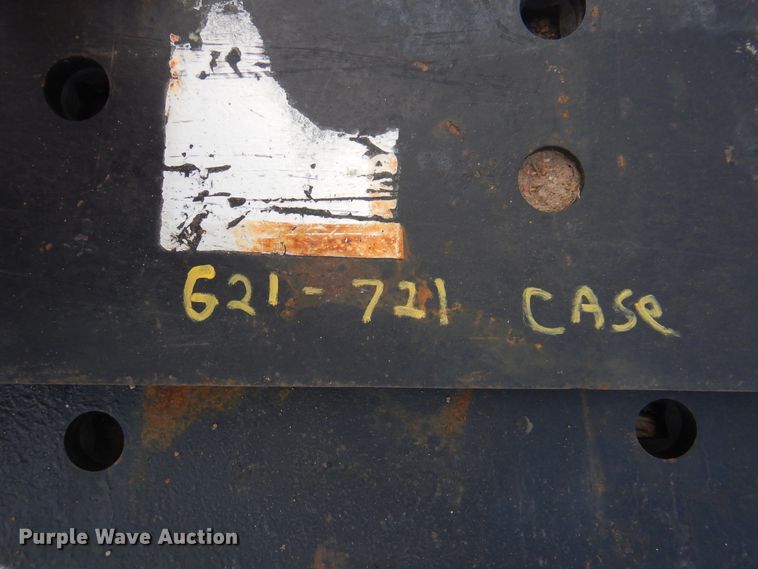 621-721 CASe
Purple Wave Auction